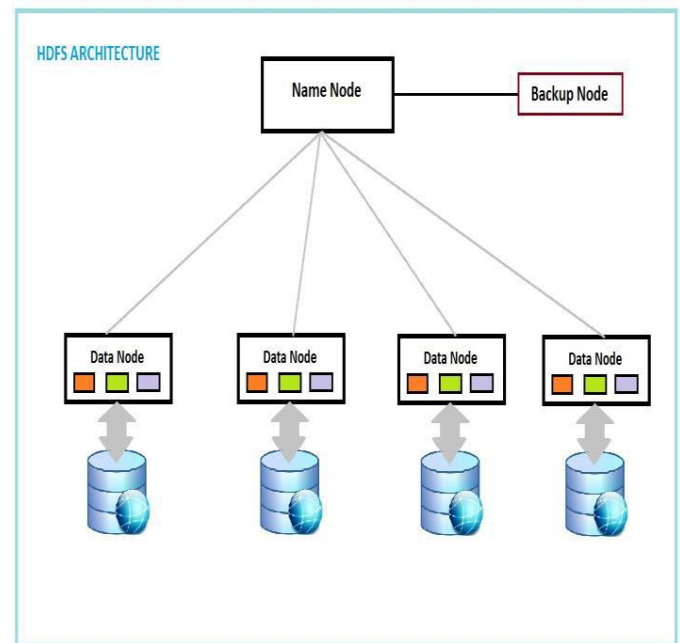 HDFS ARCHITECTURE
Name Node
Backup Node
Data Node
Data Node
Data Node
Data Node